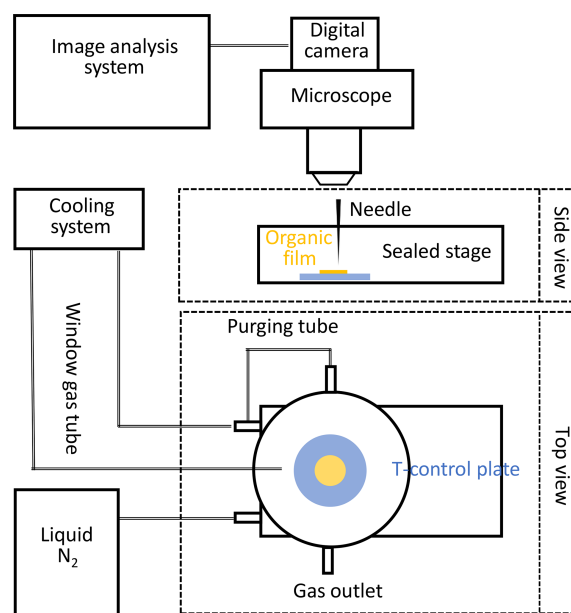 Digital
camera
Image analysis
system
Microscope
Cooling
system
Needle
Organic
film
Sealed stage
Side view
Purging tube
Window gas tube
T-control plate
Top view
Liquid
N2
Gas outlet